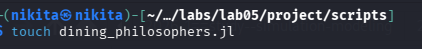 (nikita㉿nikita)-[~/…/labs/lab05/project/scripts]
$ touch dining_philosophers.jl